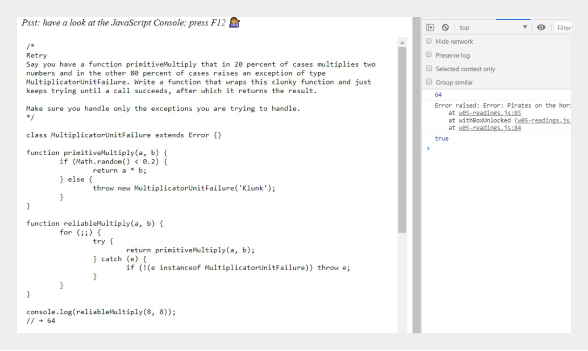 Psst: have a look at the JavaScript Console; press F12 💁
/*
Retry
Say you have a function primitiveMultiply that in 20 percent of cases multiplies two
numbers and in the other 80 percent of cases raises an exception of type
MultiplicatorUnitFailure. Write a function that wraps this clunky function and just
keeps trying until a call succeeds, after which it returns the result.

Make sure you handle only the exceptions you are trying to handle.
*/

class MultiplicatorUnitFailure extends Error {}

function primitiveMultiply(a, b) {
        if (Math.random() < 0.2) {
                return a * b;
        } else {
                throw new MultiplicatorUnitFailure('Klunk');
        }
}

function reliableMultiply(a, b) {
        for (;;) {
                try {
                        return primitiveMultiply(a, b);
                } catch (e) {
                        if (!(e instanceof MultiplicatorUnitFailure)) throw e;
                }
        }
}

console.log(reliableMultiply(8, 8));
// → 64
top
Filter
Hide network
Preserve log
Selected context only
Group similar
64
Error raised: Error: Pirates on the hori
at w05-readings.js:85
at withBoxUnlocked (w05-readings.js
at w05-readings.js:84
true
>